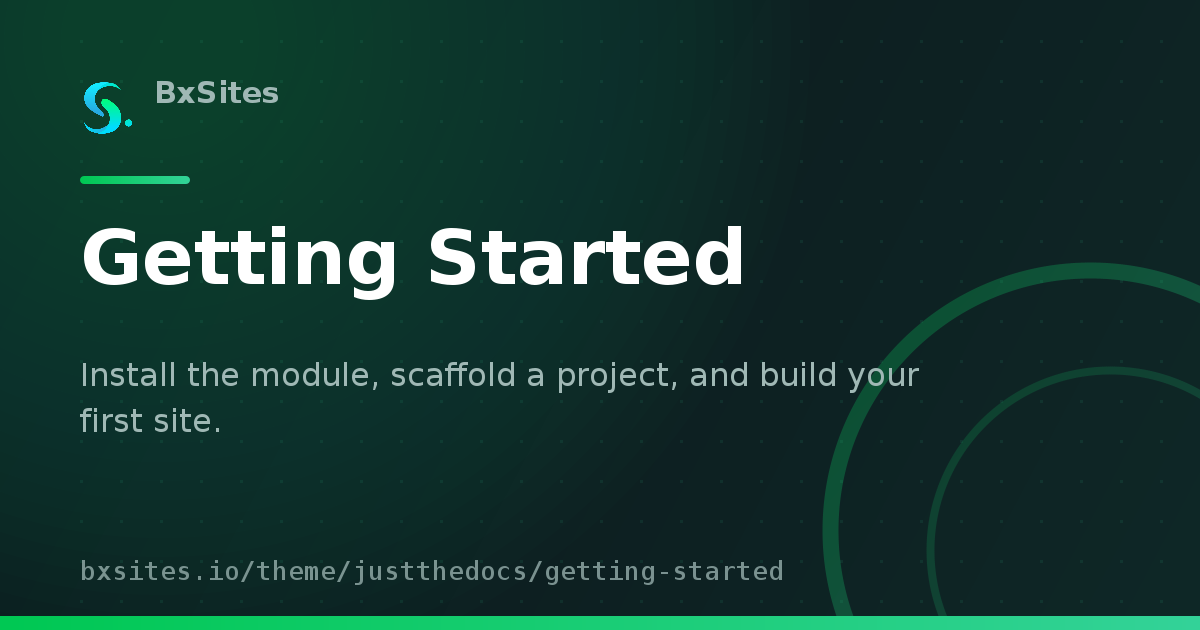 BxSites
Getting Started
Install the module, scaffold a project, and build your
first site.
bxsites.io/theme/justthedocs/getting-started